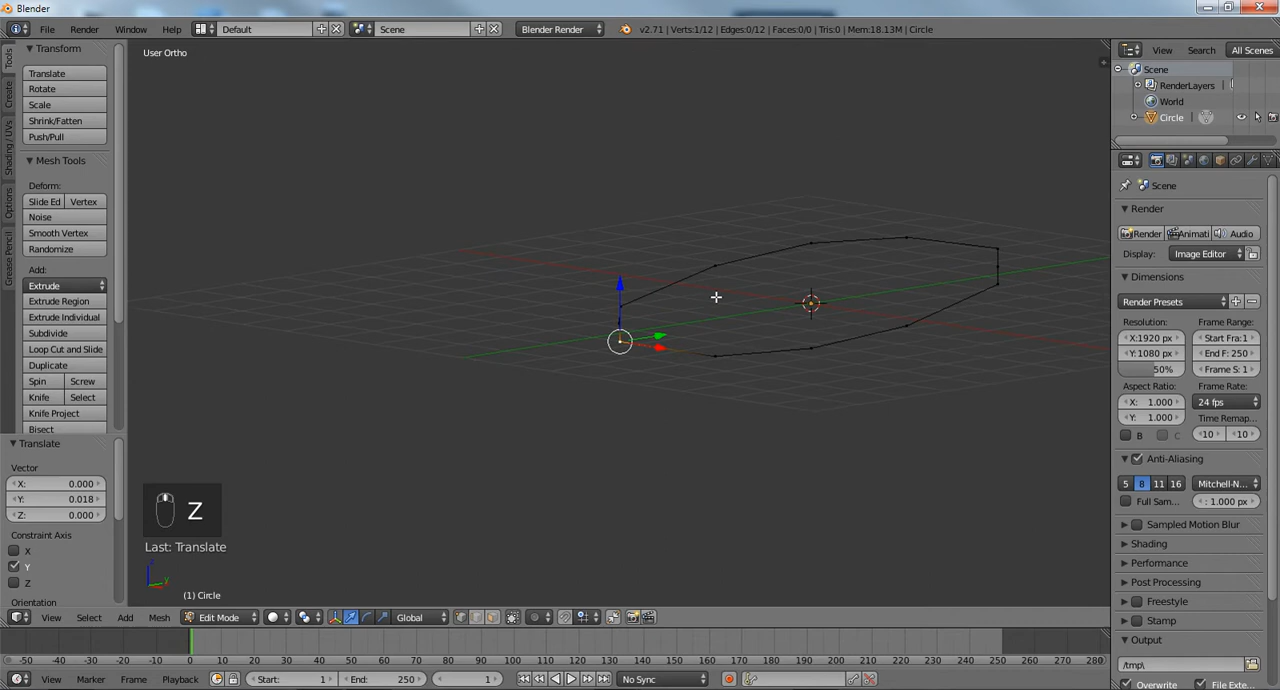 Blender
File Render Window Help Default Scene Blender Render v2.71 | Verts:1/12 | Edges:0/12 | Faces:0/0 | Tris:0 | Mem:18.13M | Circle
Tools
Create
Shading / UVs
Options
Grease Pencil
Transform
Translate
Rotate
Scale
Shrink/Fatten
Push/Pull
Mesh Tools
Deform:
Slide Ed Vertex
Noise
Smooth Vertex
Randomize
Add:
Extrude
Extrude Region
Extrude Individual
Subdivide
Loop Cut and Slide
Duplicate
Spin Screw
Knife Select
Knife Project
Bisect
Translate
Vector
X: 0.000
Y: 0.018
Z: 0.000
Constraint Axis
X
Y
Z
Orientation
User Ortho
Z
Last: Translate
z
y
(1) Circle
View Select Add Mesh Edit Mode Global
View Search All Scenes
Scene
RenderLayers
World
Circle
Scene
Render
Render Animati Audio
Display: Image Editor
Dimensions
Render Presets
Resolution: Frame Range:
X:1920 px Start Fra:1
Y:1080 px End F: 250
50% Frame S: 1
Aspect Ratio: Frame Rate:
X: 1.000 24 fps
Y: 1.000 Time Remap...
B C 10 10
Anti-Aliasing
5 8 11 16 Mitchell-N...
Full Sam... : 1.000 px
Sampled Motion Blur
Shading
Performance
Post Processing
Freestyle
Stamp
Output
/tmp\
Overwrite File Exte..
-50 -40 -30 -20 -10 0 10 20 30 40 50 60 70 80 90 100 110 120 130 140 150 160 170 180 190 200 210 220 230 240 250 260 270 280
View Marker Frame Playback Start: 1 End: 250 1 No Sync